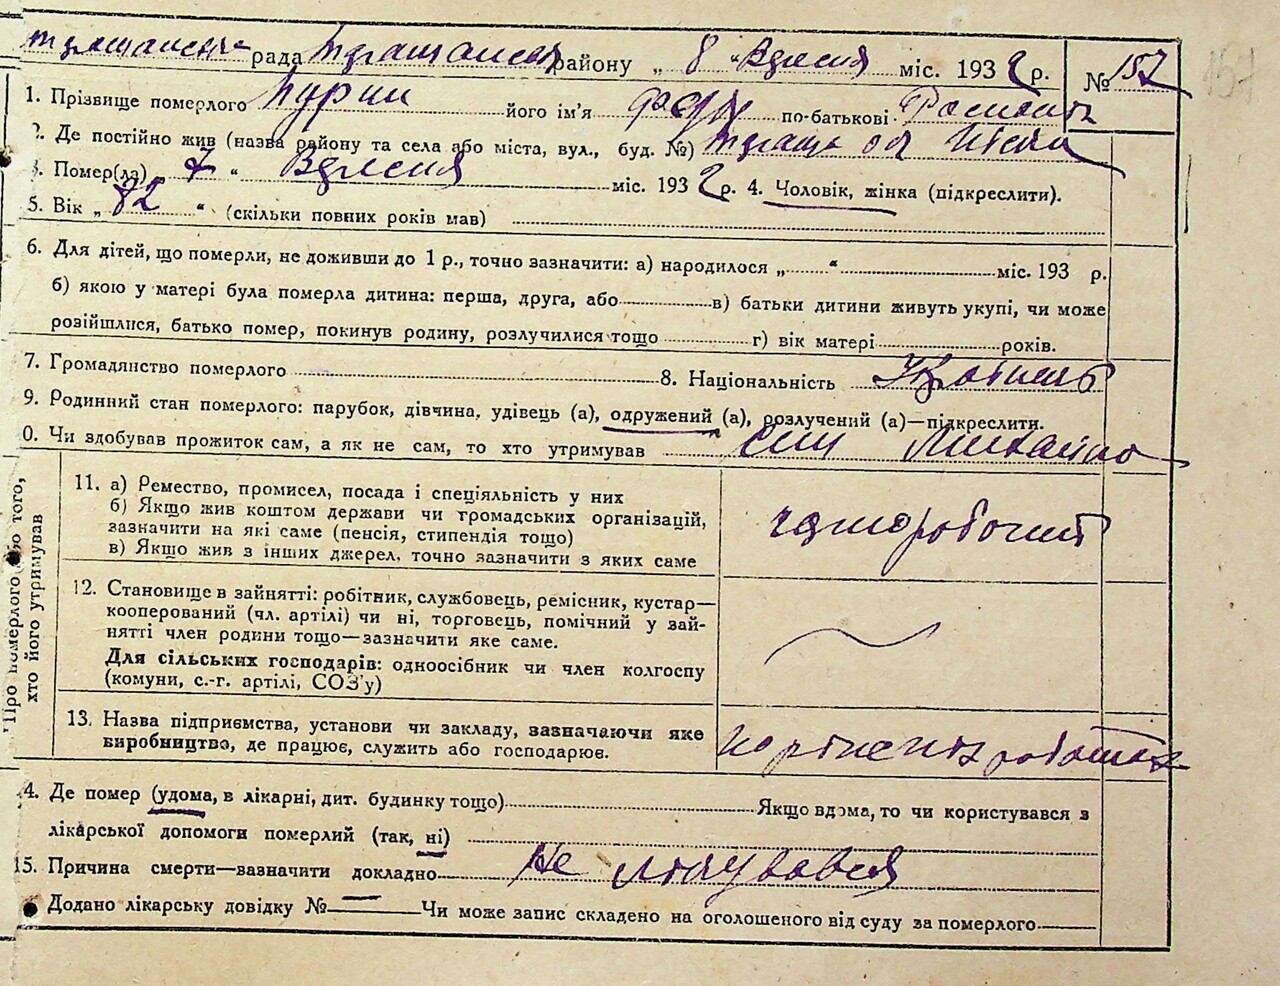 рада району „ 8 " Вересня міс. 1932 р. № 157
157
1. Прізвище померлого його ім'я по-батькові
2. Де постійно жив (назва району та села або міста, вул., буд. №)
3. Помер(ла) „ 7 " Вересня міс. 1932 р. 4. Чоловік, жінка (підкреслити).
5. Вік „ 82 " (скільки повних років мав)
6. Для дітей, що померли, не доживши до 1 р., точно зазначити: а) народилося „ " міс. 193 р.
б) якою у матері була померла дитина: перша, друга, або в) батьки дитини живуть укупі, чи може
розійшлися, батько помер, покинув родину, розлучилися тощо г) вік матері років.
7. Громадянство померлого 8. Національність
9. Родинний стан померлого: парубок, дівчина, удівець (а), одружений (а), розлучений (а)—підкреслити.
0. Чи здобував прожиток сам, а як не сам, то хто утримував син Михайло
Про померлого або того,
хто його утримував
11. а) Ремество, промисел, посада і спеціяльність у них
б) Якщо жив коштом держави чи громадських організацій,
зазначити на які саме (пенсія, стипендія тощо)
в) Якщо жив з інших джерел, точно зазначити з яких саме
чорноробочий
12. Становище в зайнятті: робітник, службовець, ремісник, кустар—
кооперований (чл. артілі) чи ні, торговець, помічний у зай-
нятті член родини тощо—зазначити яке саме.
Для сільських господарів: одноосібник чи член колгоспу
(комуни, с.-г. артілі, СОЗ'у)
13. Назва підприємства, установи чи закладу, зазначаючи яке
виробництво, де працює, служить або господарює.
роботах
4. Де помер (удома, в лікарні, дит. будинку тощо) Якщо вдома, то чи користувався з
лікарської допомоги померлий (так, ні)
15. Причина смерти—зазначити докладно Не лічувався
Додано лікарську довідку № — Чи може запис складено на оголошеного від суду за померлого